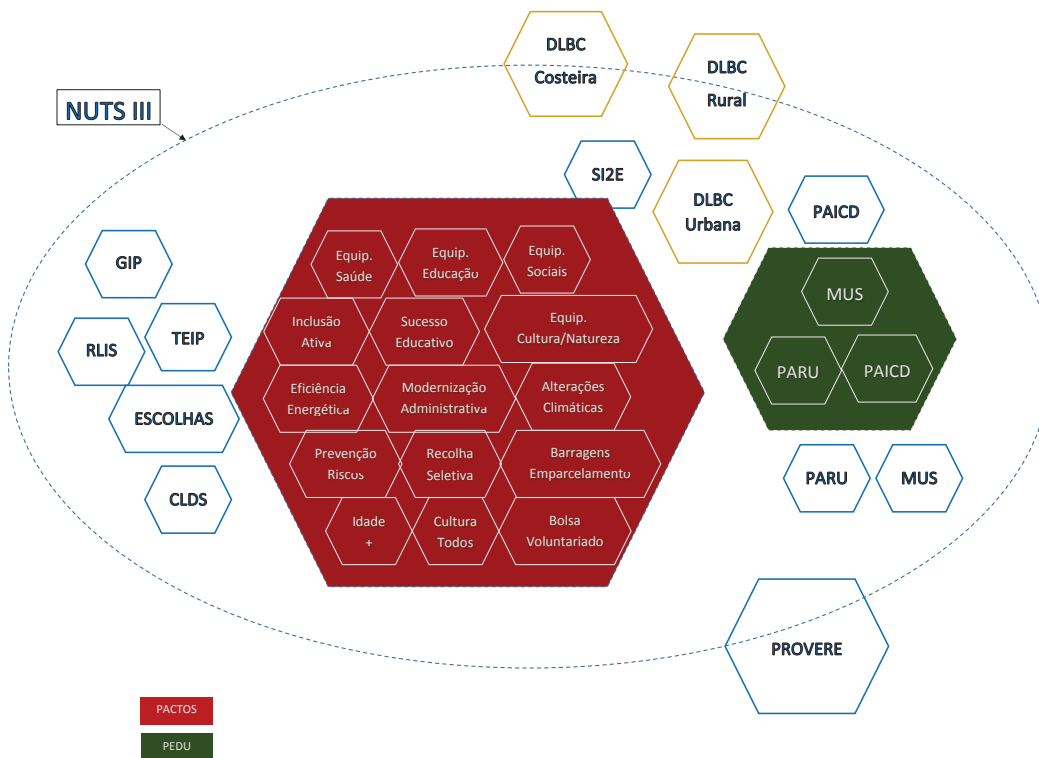 DLBC
Costeira
DLBC
Rural
NUTS III
SI2E
DLBC
Urbana
PAICD
GIP
Equip.
Saúde
Equip.
Educação
Equip.
Sociais
MUS
RLIS
TEIP
Inclusão
Ativa
Sucesso
Educativo
Equip.
Cultura/Natureza
PARU
PAICD
ESCOLHAS
Eficiência
Energética
Modernização
Administrativa
Alterações
Climáticas
CLDS
Prevenção
Riscos
Recolha
Seletiva
Barragens
Emparcelamento
PARU
MUS
Idade
+
Cultura
Todos
Bolsa
Voluntariado
PROVERE
PACTOS
PEDU